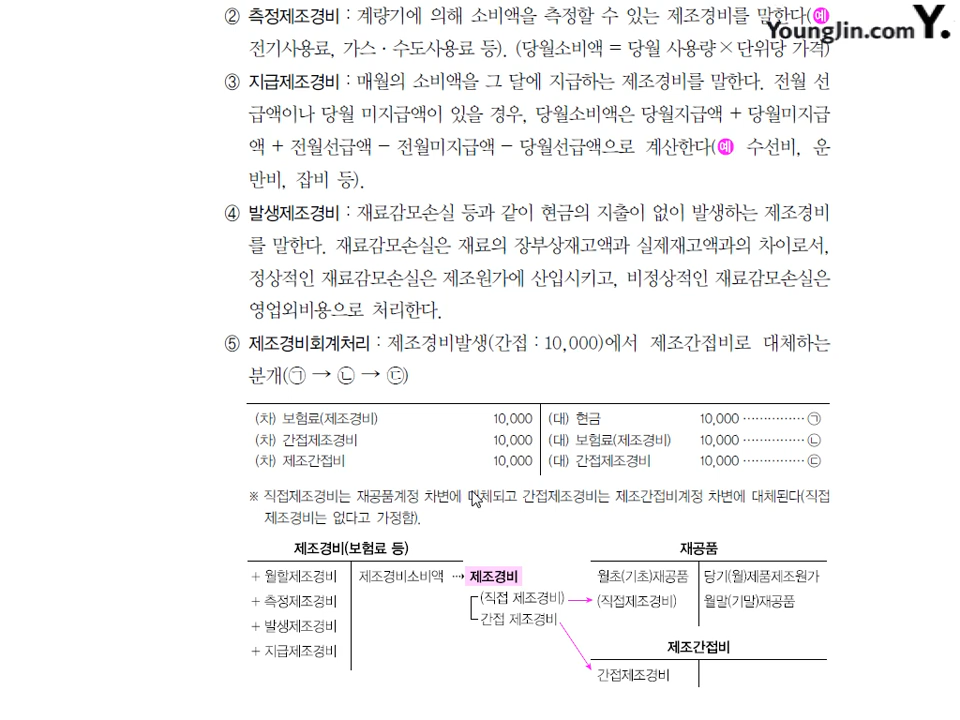 ② 측정제조경비 : 계량기에 의해 소비액을 측정할 수 있는 제조경비를 말한다(예
YoungJin.com Y.
전기사용료, 가스 · 수도사용료 등). (당월소비액 = 당월 사용량 × 단위당 가격)
③ 지급제조경비 : 매월의 소비액을 그 달에 지급하는 제조경비를 말한다. 전월 선
급액이나 당월 미지급액이 있을 경우, 당월소비액은 당월지급액 + 당월미지급
액 + 전월선급액 - 전월미지급액 - 당월선급액으로 계산한다(예 수선비, 운
반비, 잡비 등).
④ 발생제조경비 : 재료감모손실 등과 같이 현금의 지출이 없이 발생하는 제조경비
를 말한다. 재료감모손실은 재료의 장부상재고액과 실제재고액과의 차이로서,
정상적인 재료감모손실은 제조원가에 산입시키고, 비정상적인 재료감모손실은
영업외비용으로 처리한다.
⑤ 제조경비회계처리 : 제조경비발생(간접 : 10,000)에서 제조간접비로 대체하는
분개(㉠ → ㉡ → ㉢)
(차) 보험료(제조경비) 10,000 (대) 현금 10,000 ··············· ㉠
(차) 간접제조경비 10,000 (대) 보험료(제조경비) 10,000 ··············· ㉡
(차) 제조간접비 10,000 (대) 간접제조경비 10,000 ··············· ㉢
※ 직접제조경비는 재공품계정 차변에 대체되고 간접제조경비는 제조간접비계정 차변에 대체된다(직접
제조경비는 없다고 가정함).
제조경비(보험료 등) 재공품
+ 월할제조경비 제조경비소비액 제조경비 월초(기초)재공품 당기(월)제품제조원가
+ 측정제조경비 (직접 제조경비) (직접제조경비) 월말(기말)재공품
+ 발생제조경비 간접 제조경비
+ 지급제조경비 제조간접비
간접제조경비